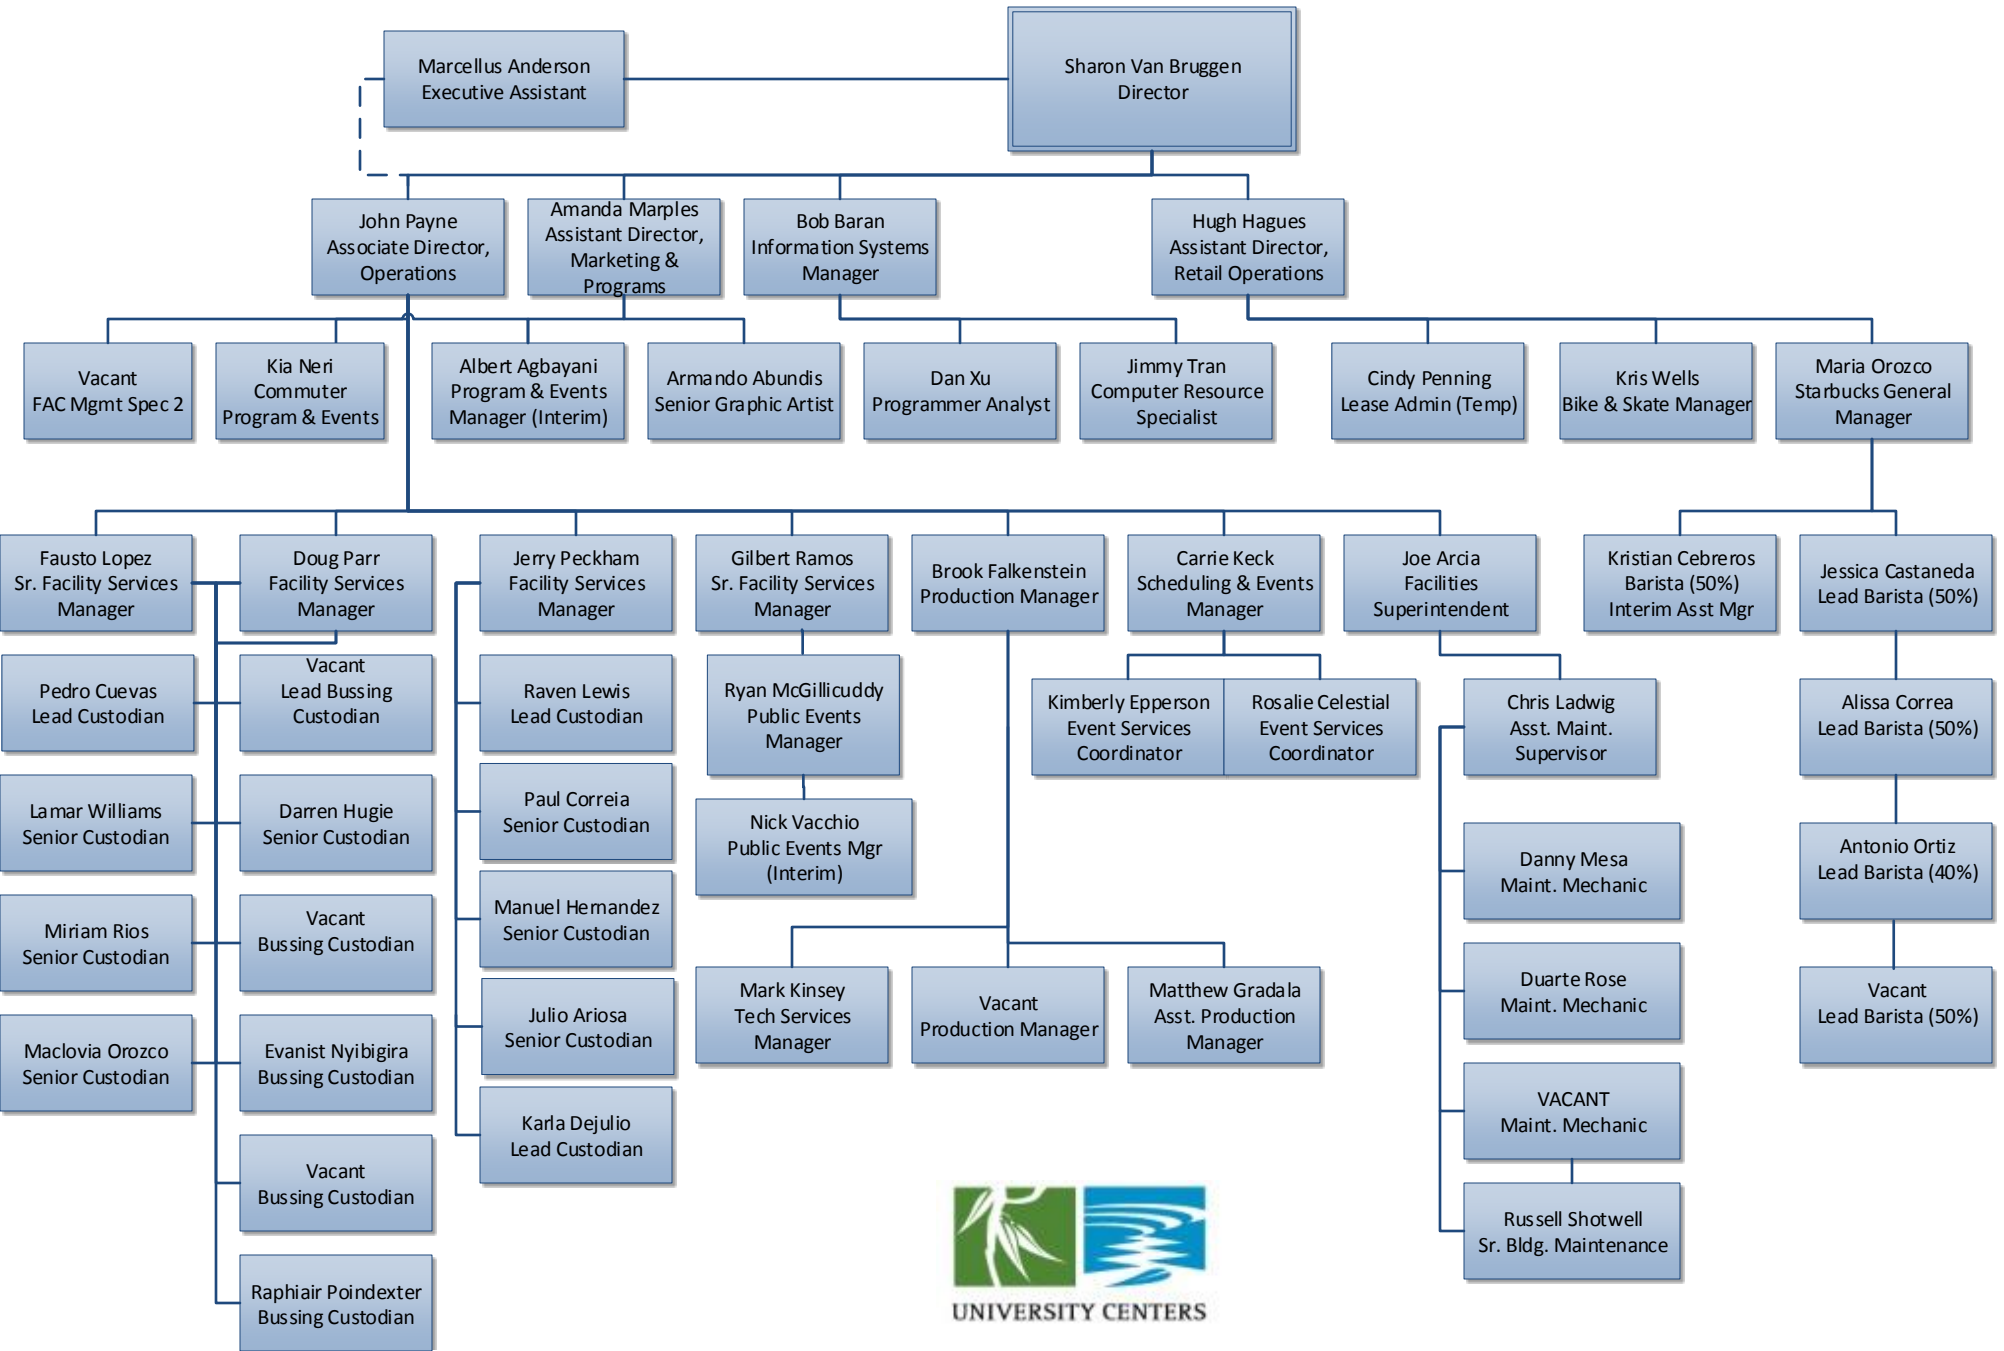 Marcellus Anderson
Executive Assistant
Sharon Van Bruggen
Director
John Payne
Associate Director,
Operations
Amanda Marples
Assistant Director,
Marketing &
Programs
Bob Baran
Information Systems
Manager
Hugh Hagues
Assistant Director,
Retail Operations
Vacant
FAC Mgmt Spec 2
Kia Neri
Commuter
Program & Events
Albert Agbayani
Program & Events
Manager (Interim)
Armando Abundis
Senior Graphic Artist
Dan Xu
Programmer Analyst
Jimmy Tran
Computer Resource
Specialist
Cindy Penning
Lease Admin (Temp)
Kris Wells
Bike & Skate Manager
Maria Orozco
Starbucks General
Manager
Fausto Lopez
Sr. Facility Services
Manager
Doug Parr
Facility Services
Manager
Jerry Peckham
Facility Services
Manager
Gilbert Ramos
Sr. Facility Services
Manager
Brook Falkenstein
Production Manager
Carrie Keck
Scheduling & Events
Manager
Joe Arcia
Facilities
Superintendent
Kristian Cebreros
Barista (50%)
Interim Asst Mgr
Jessica Castaneda
Lead Barista (50%)
Pedro Cuevas
Lead Custodian
Vacant
Lead Bussing
Custodian
Raven Lewis
Lead Custodian
Ryan McGillicuddy
Public Events
Manager
Kimberly Epperson
Event Services
Coordinator
Rosalie Celestial
Event Services
Coordinator
Chris Ladwig
Asst. Maint.
Supervisor
Alissa Correa
Lead Barista (50%)
Lamar Williams
Senior Custodian
Darren Hugie
Senior Custodian
Paul Correia
Senior Custodian
Nick Vacchio
Public Events Mgr
(Interim)
Danny Mesa
Maint. Mechanic
Antonio Ortiz
Lead Barista (40%)
Miriam Rios
Senior Custodian
Vacant
Bussing Custodian
Manuel Hernandez
Senior Custodian
Mark Kinsey
Tech Services
Manager
Vacant
Production Manager
Matthew Gradala
Asst. Production
Manager
Duarte Rose
Maint. Mechanic
Vacant
Lead Barista (50%)
Maclovia Orozco
Senior Custodian
Evanist Nyibigira
Bussing Custodian
Julio Ariosa
Senior Custodian
VACANT
Maint. Mechanic
Karla Dejulio
Lead Custodian
Vacant
Bussing Custodian
Russell Shotwell
Sr. Bldg. Maintenance
Raphiair Poindexter
Bussing Custodian
UNIVERSITY CENTERS